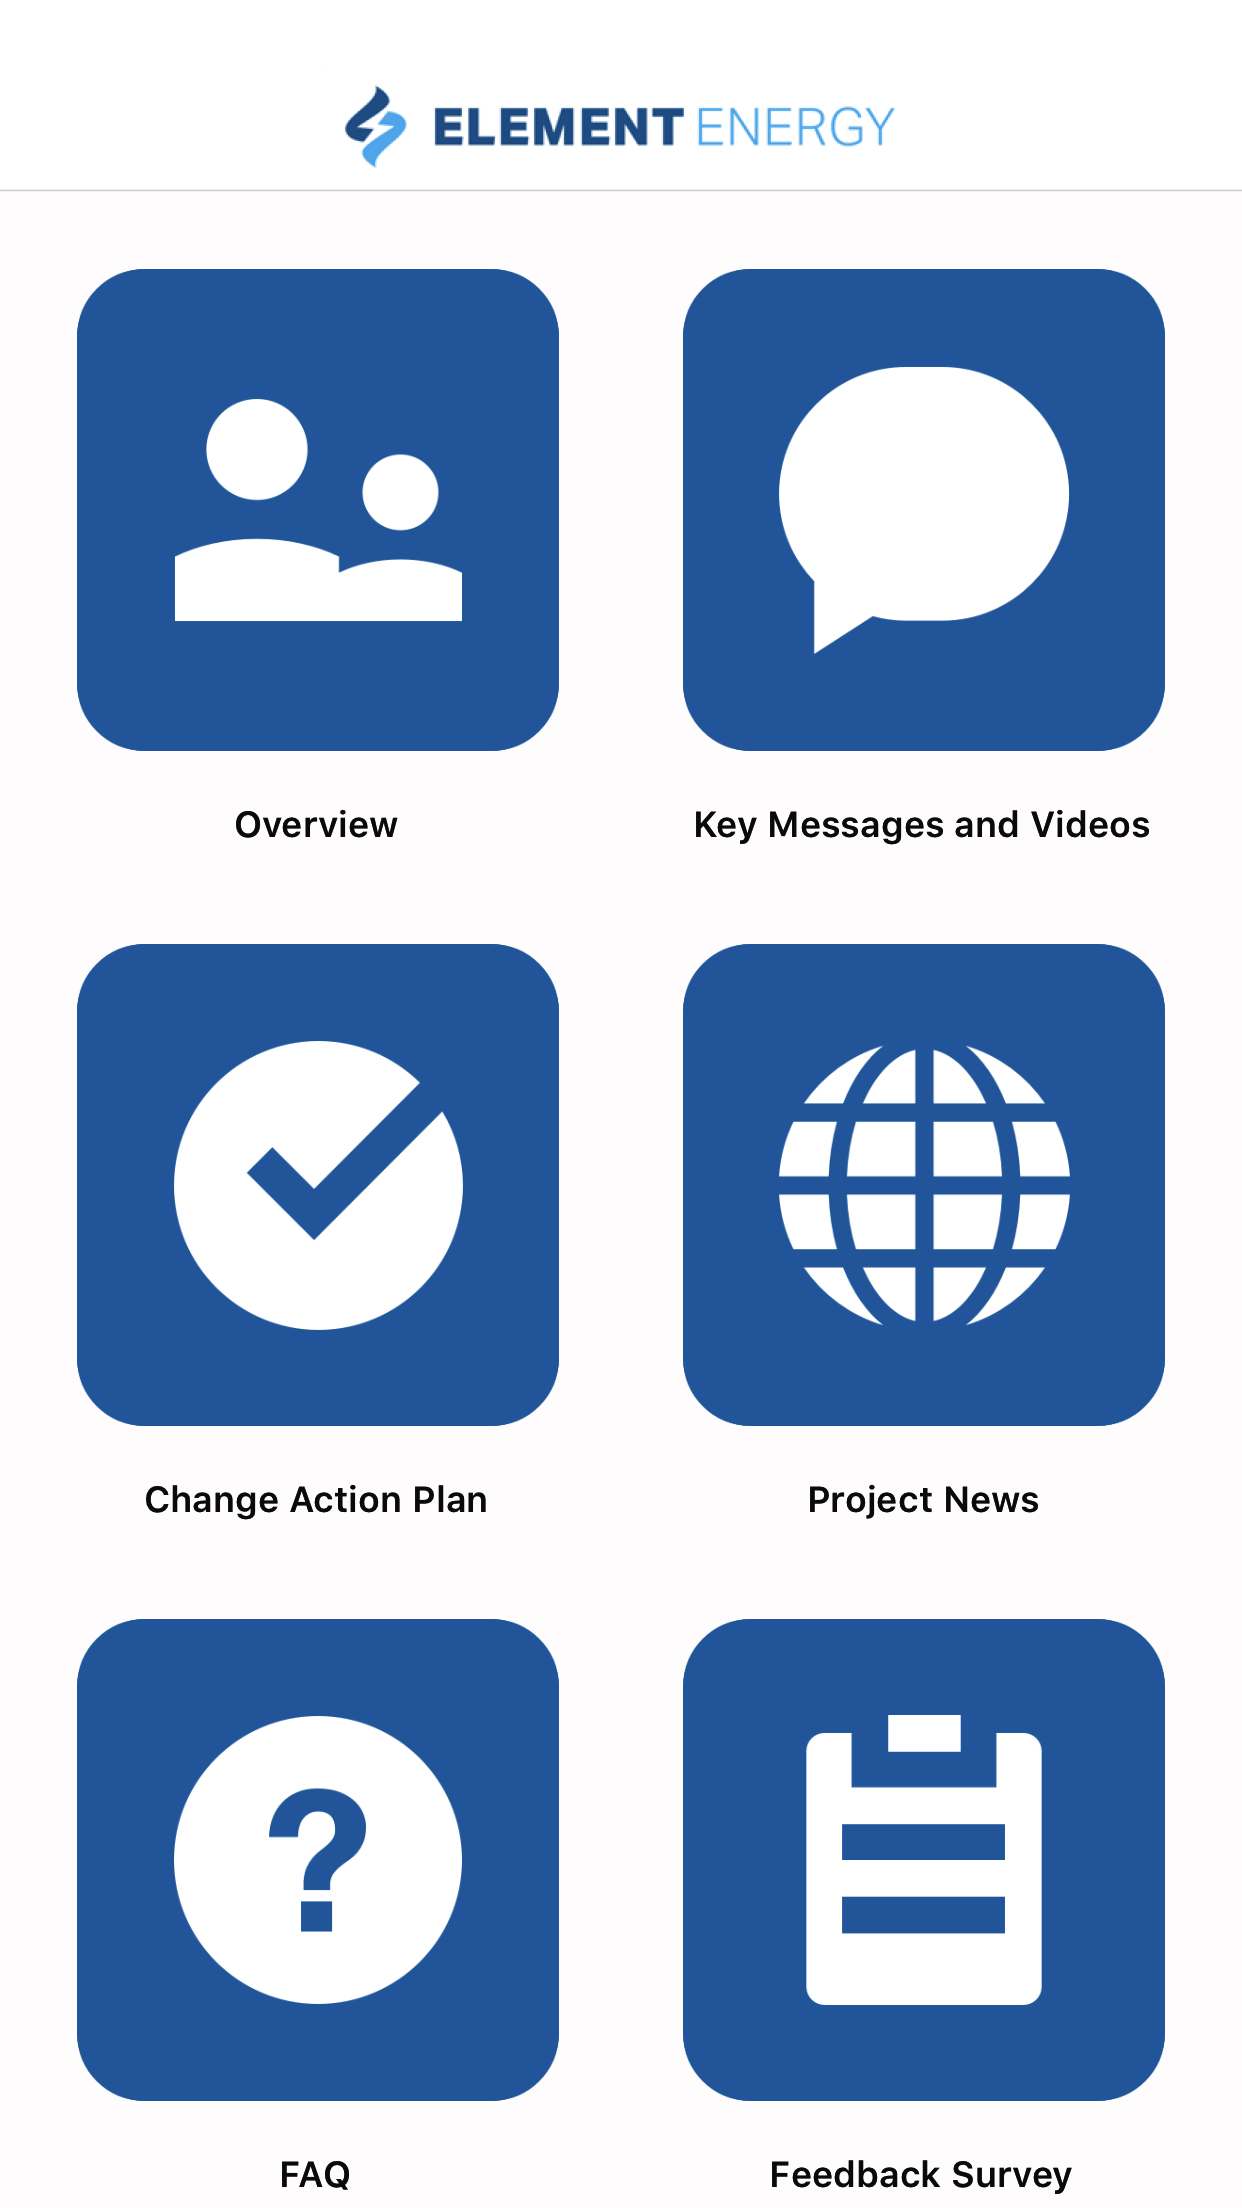 ELEMENT ENERGY
Overview
Key Messages and Videos
Change Action Plan
Project News
?
FAQ
Feedback Survey